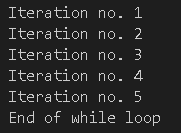 Iteration no. 1
Iteration no. 2
Iteration no. 3
Iteration no. 4
Iteration no. 5
End of while loop